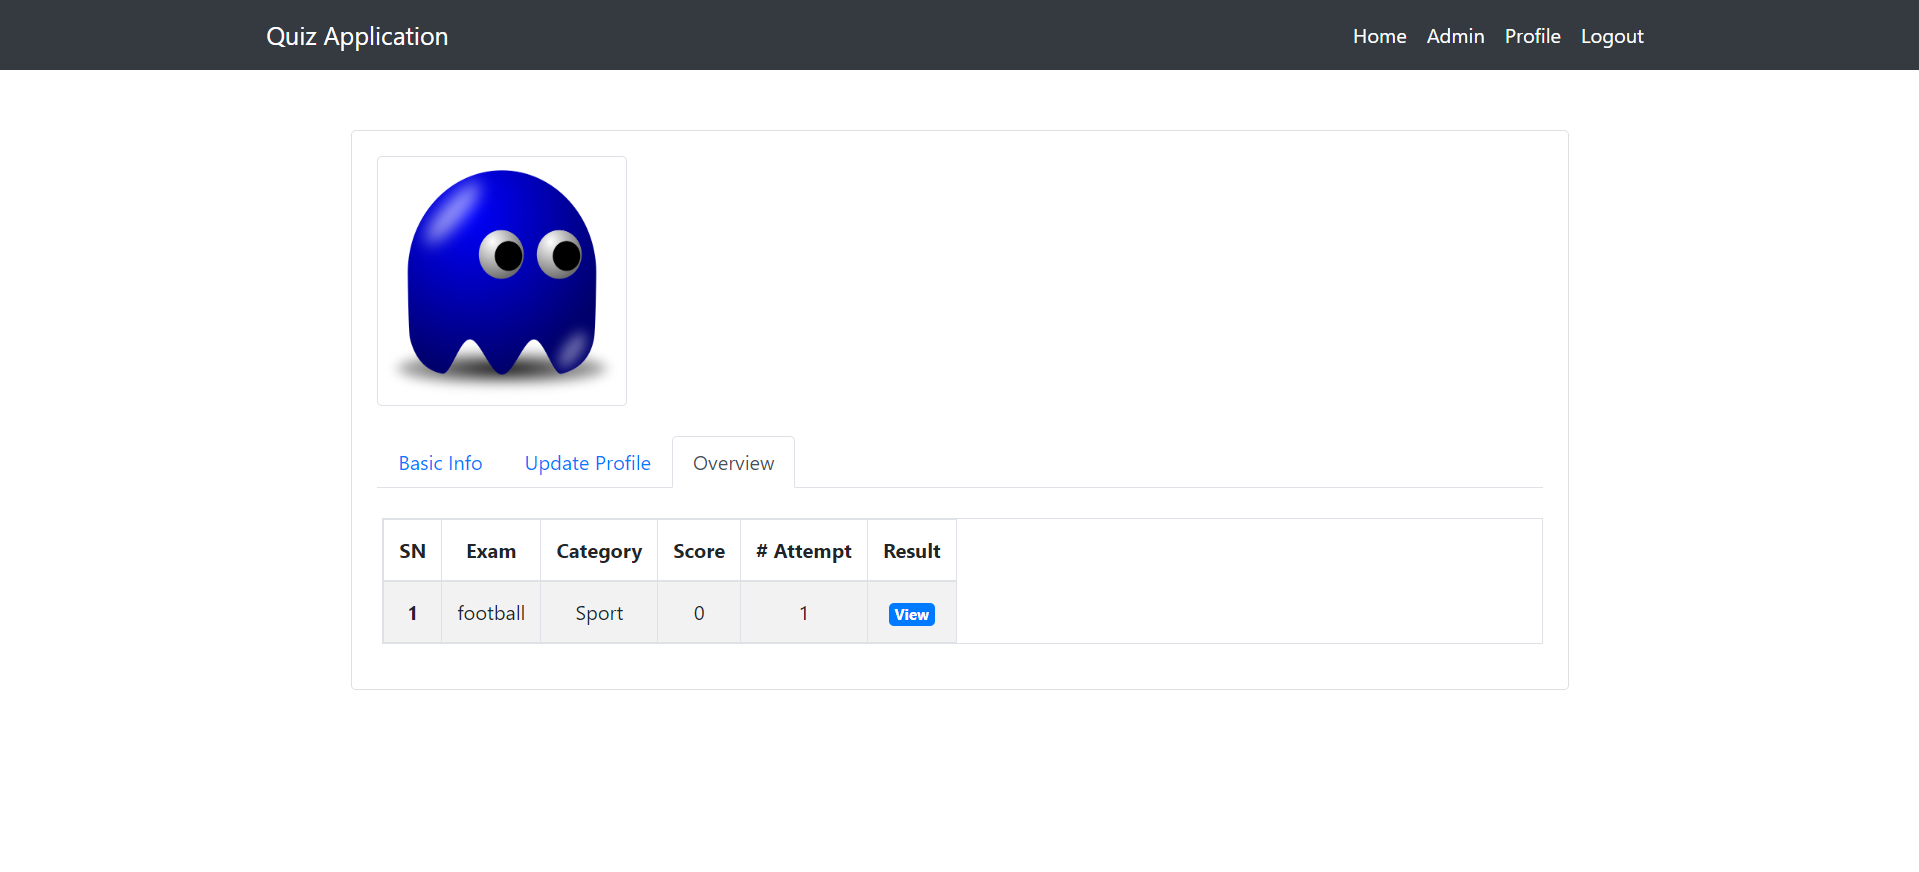 Quiz Application Home Admin Profile Logout
Basic Info Update Profile Overview
SN Exam Category Score # Attempt Result
1 football Sport 0 1 View